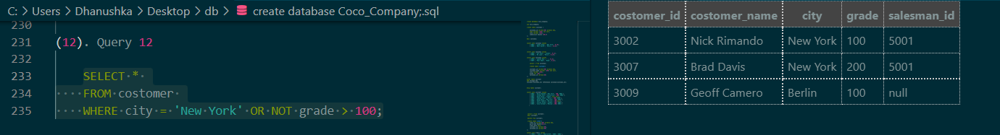 C: > Users > Dhanushka > Desktop > db > create database Coco_Company;.sql
230
231 (12). Query 12
232
233 SELECT *
234 FROM costomer
235 WHERE city = 'New York' OR NOT grade > 100;
costomer_id costomer_name city grade salesman_id
3002 Nick Rimando New York 100 5001
3007 Brad Davis New York 200 5001
3009 Geoff Camero Berlin 100 null